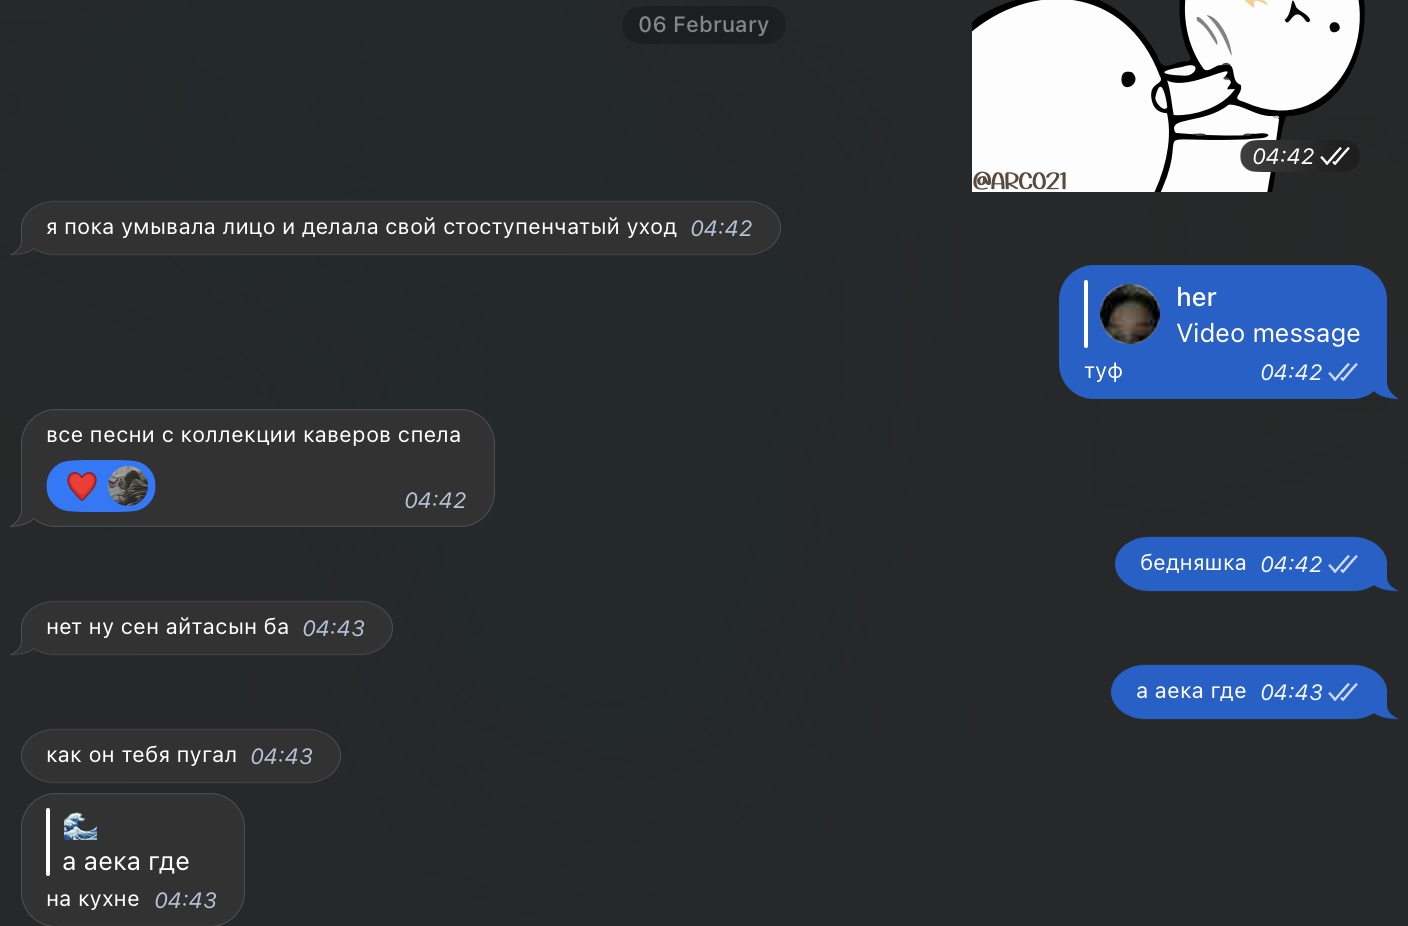 06 February
04:42
@ARCO21
я пока умывала лицо и делала свой стоступенчатый уход 04:42
her
Video message
туф 04:42
все песни с коллекции каверов спела
04:42
бедняшка 04:42
нет ну сен айтасын ба 04:43
а аека где 04:43
как он тебя пугал 04:43
а аека где
на кухне 04:43